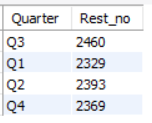 Quarter Rest_no
Q3 2460
Q1 2329
Q2 2393
Q4 2369